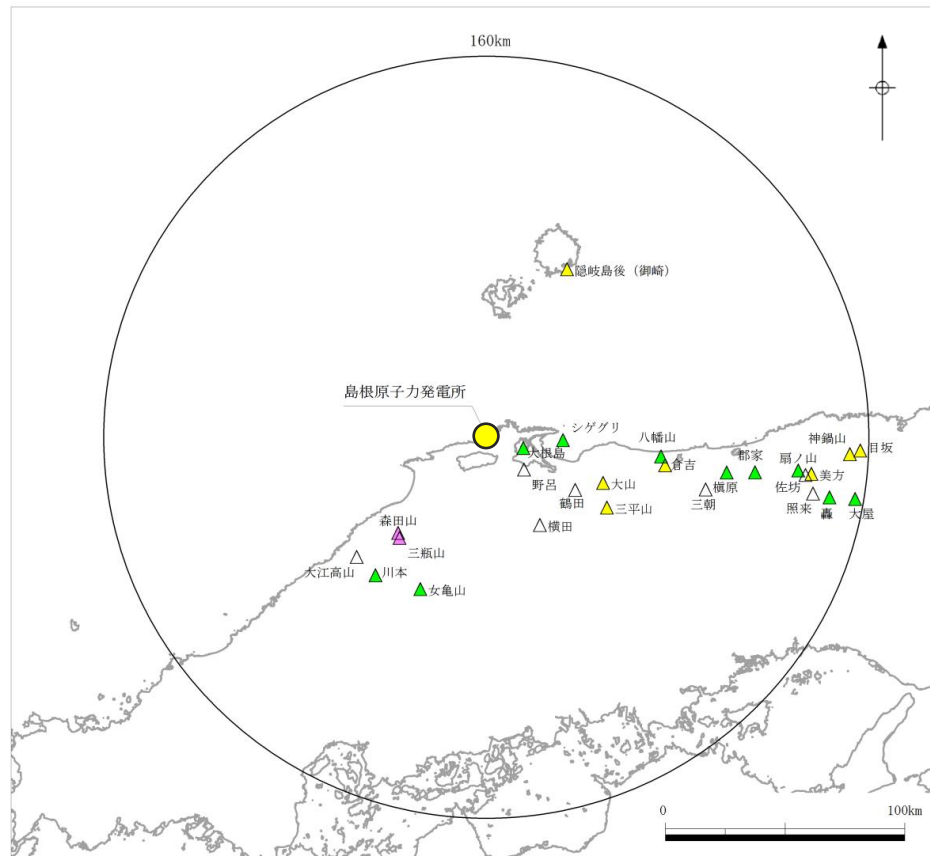 160km
隠岐島後（御崎）
島根原子力発電所
シゲグリ
大根島
八幡山
倉吉
郡家
扇ノ山
神鍋山
目坂
野呂
鶴田
大山
三平山
三朝
槇原
佐坊
美方
照来
轟
大屋
横田
森田山
三瓶山
大江高山
川本
女亀山
0
100km